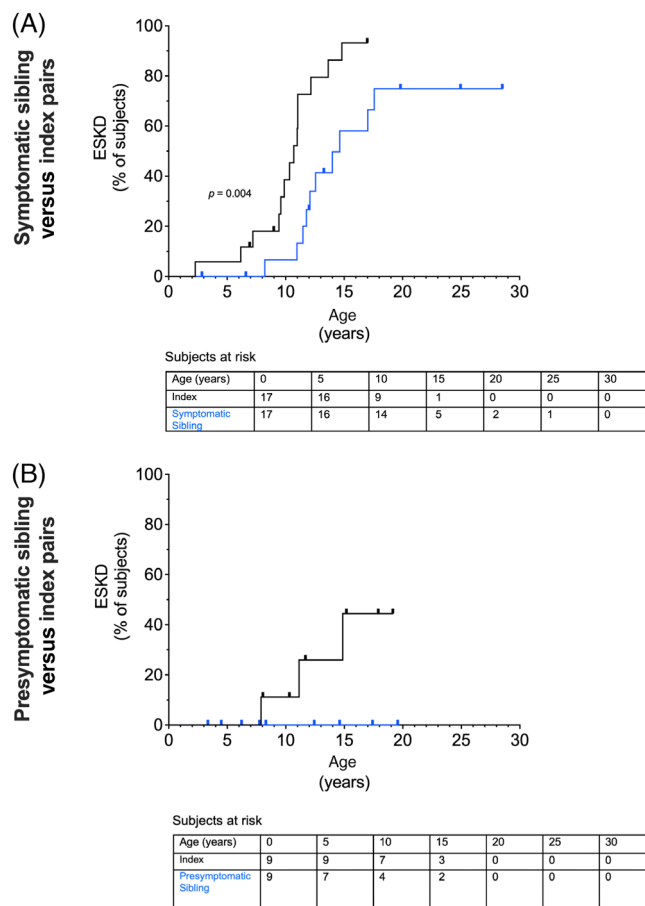 (A)
Symptomatic sibling
versus index pairs
ESKD
(% of subjects)
100
80
60
40
20
0
p = 0.004
0 5 10 15 20 25 30
Age
(years)
Subjects at risk
Age (years) 0 5 10 15 20 25 30
Index 17 16 9 1 0 0 0
Symptomatic 17 16 14 5 2 1 0
Sibling
(B)
Presymptomatic sibling
versus index pairs
ESKD
(% of subjects)
100
80
60
40
20
0
0 5 10 15 20 25 30
Age
(years)
Subjects at risk
Age (years) 0 5 10 15 20 25 30
Index 9 9 7 3 0 0 0
Presymptomatic 9 7 4 2 0 0 0
Sibling